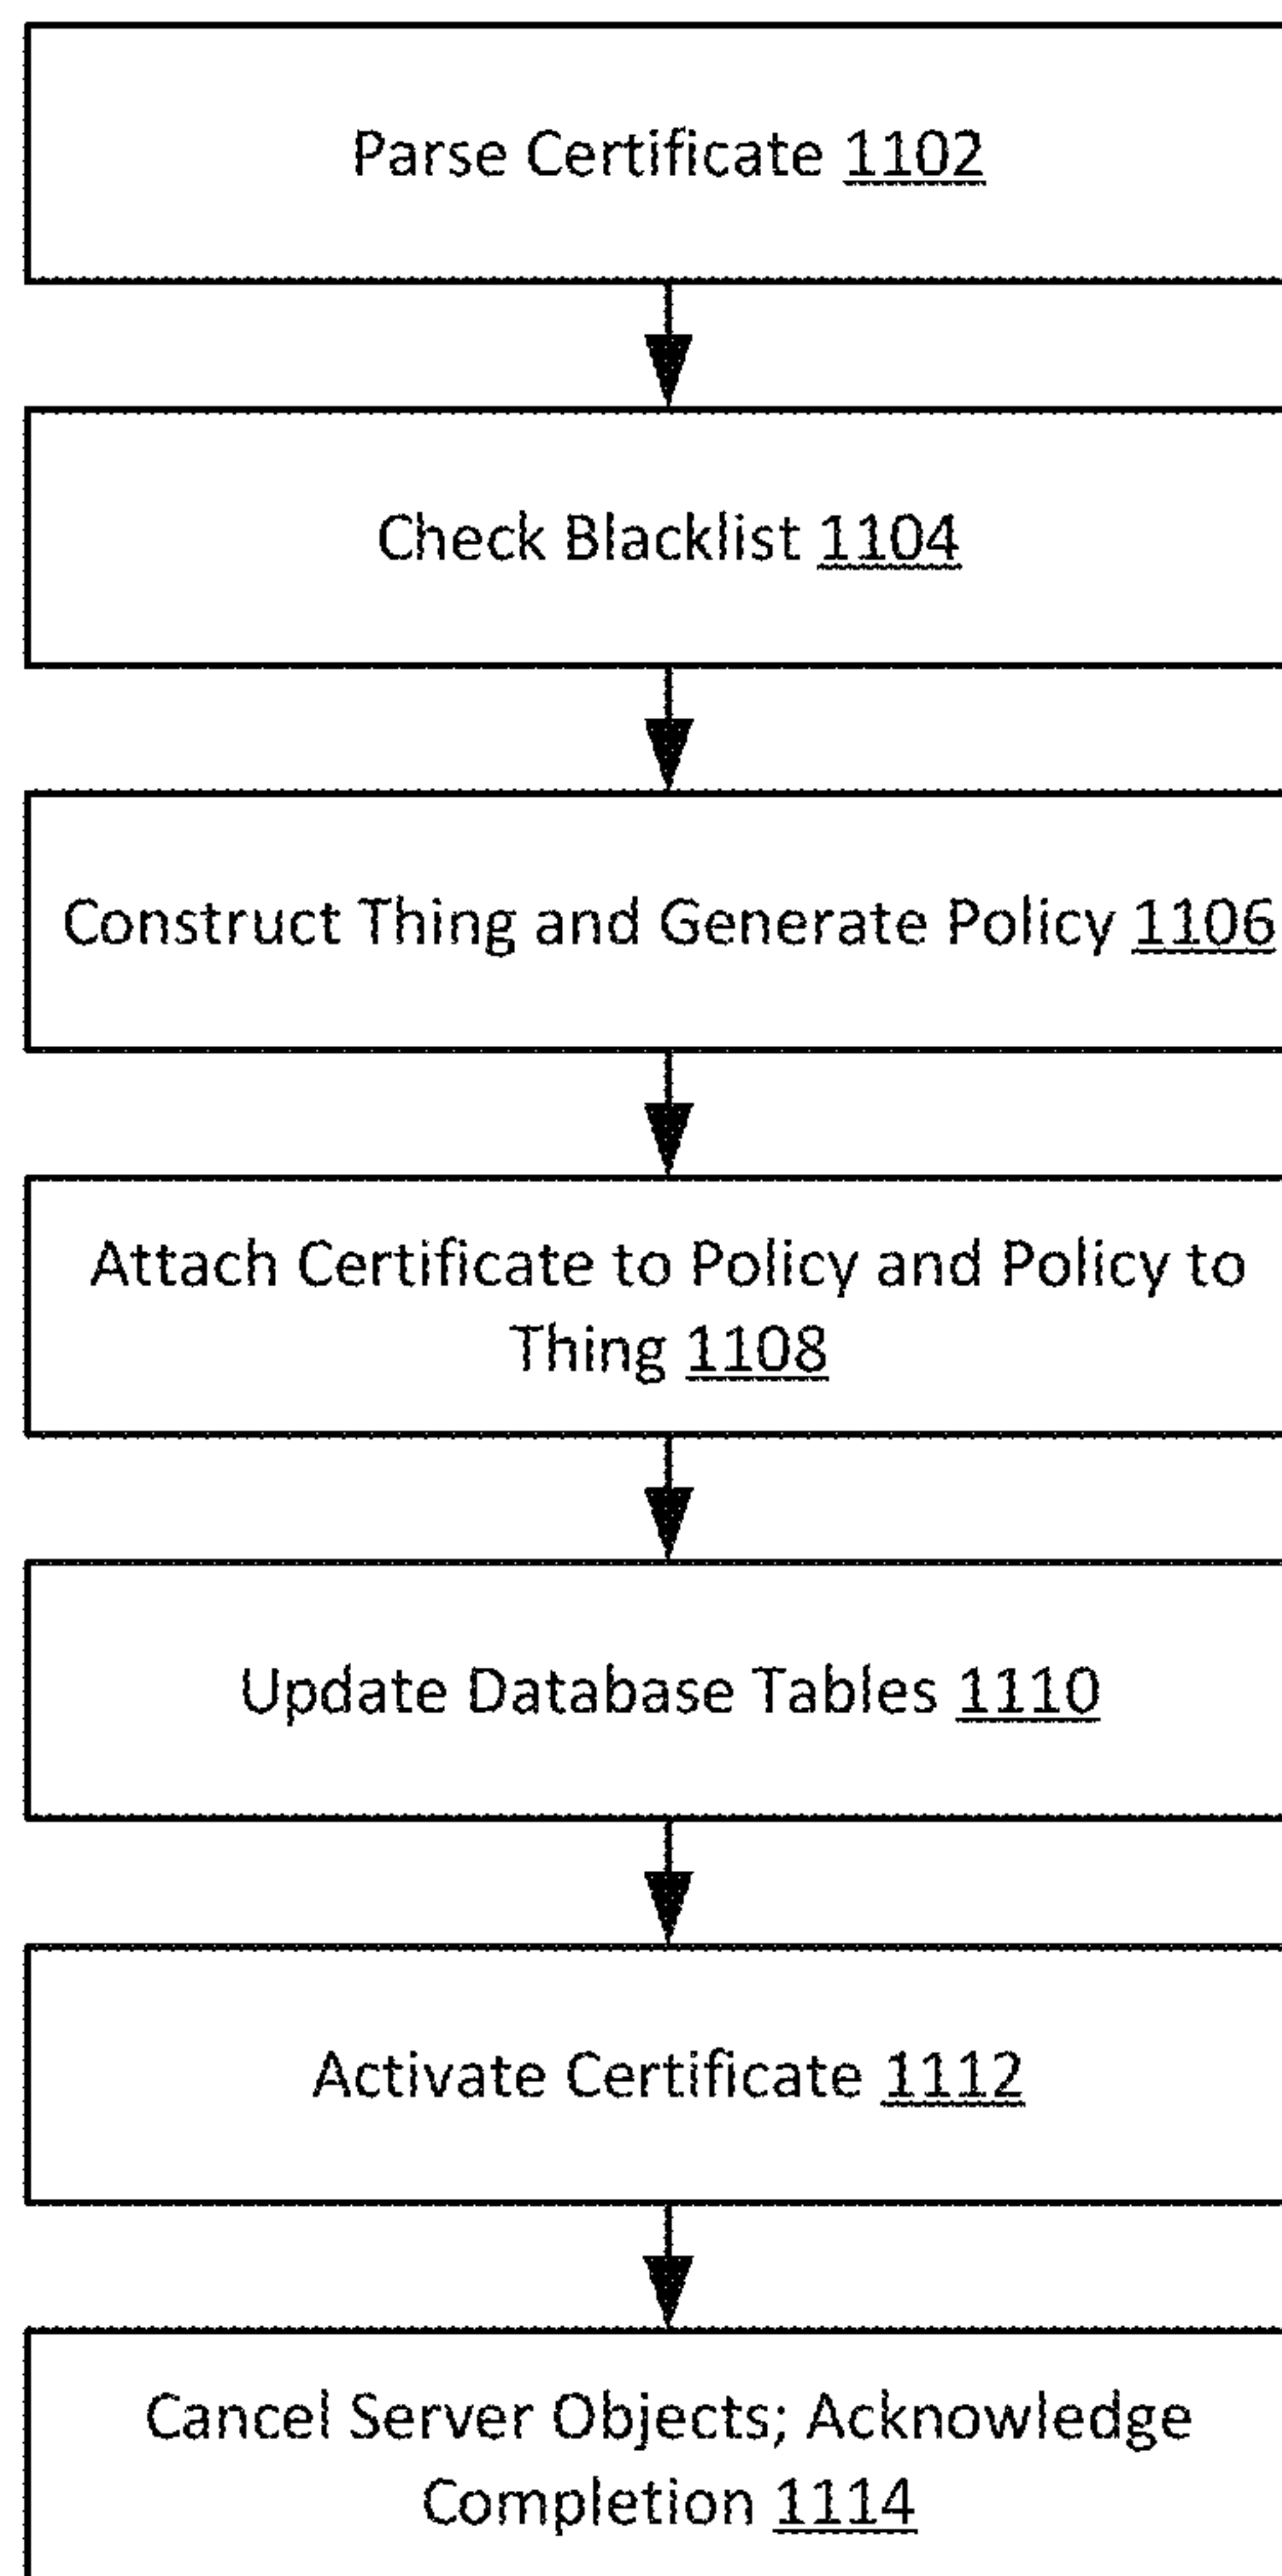 Parse Certificate 1102
Check Blacklist 1104
Construct Thing and Generate Policy 1106
Attach Certificate to Policy and Policy to
Thing 1108
Update Database Tables 1110
Activate Certificate 1112
Cancel Server Objects; Acknowledge
Completion 1114